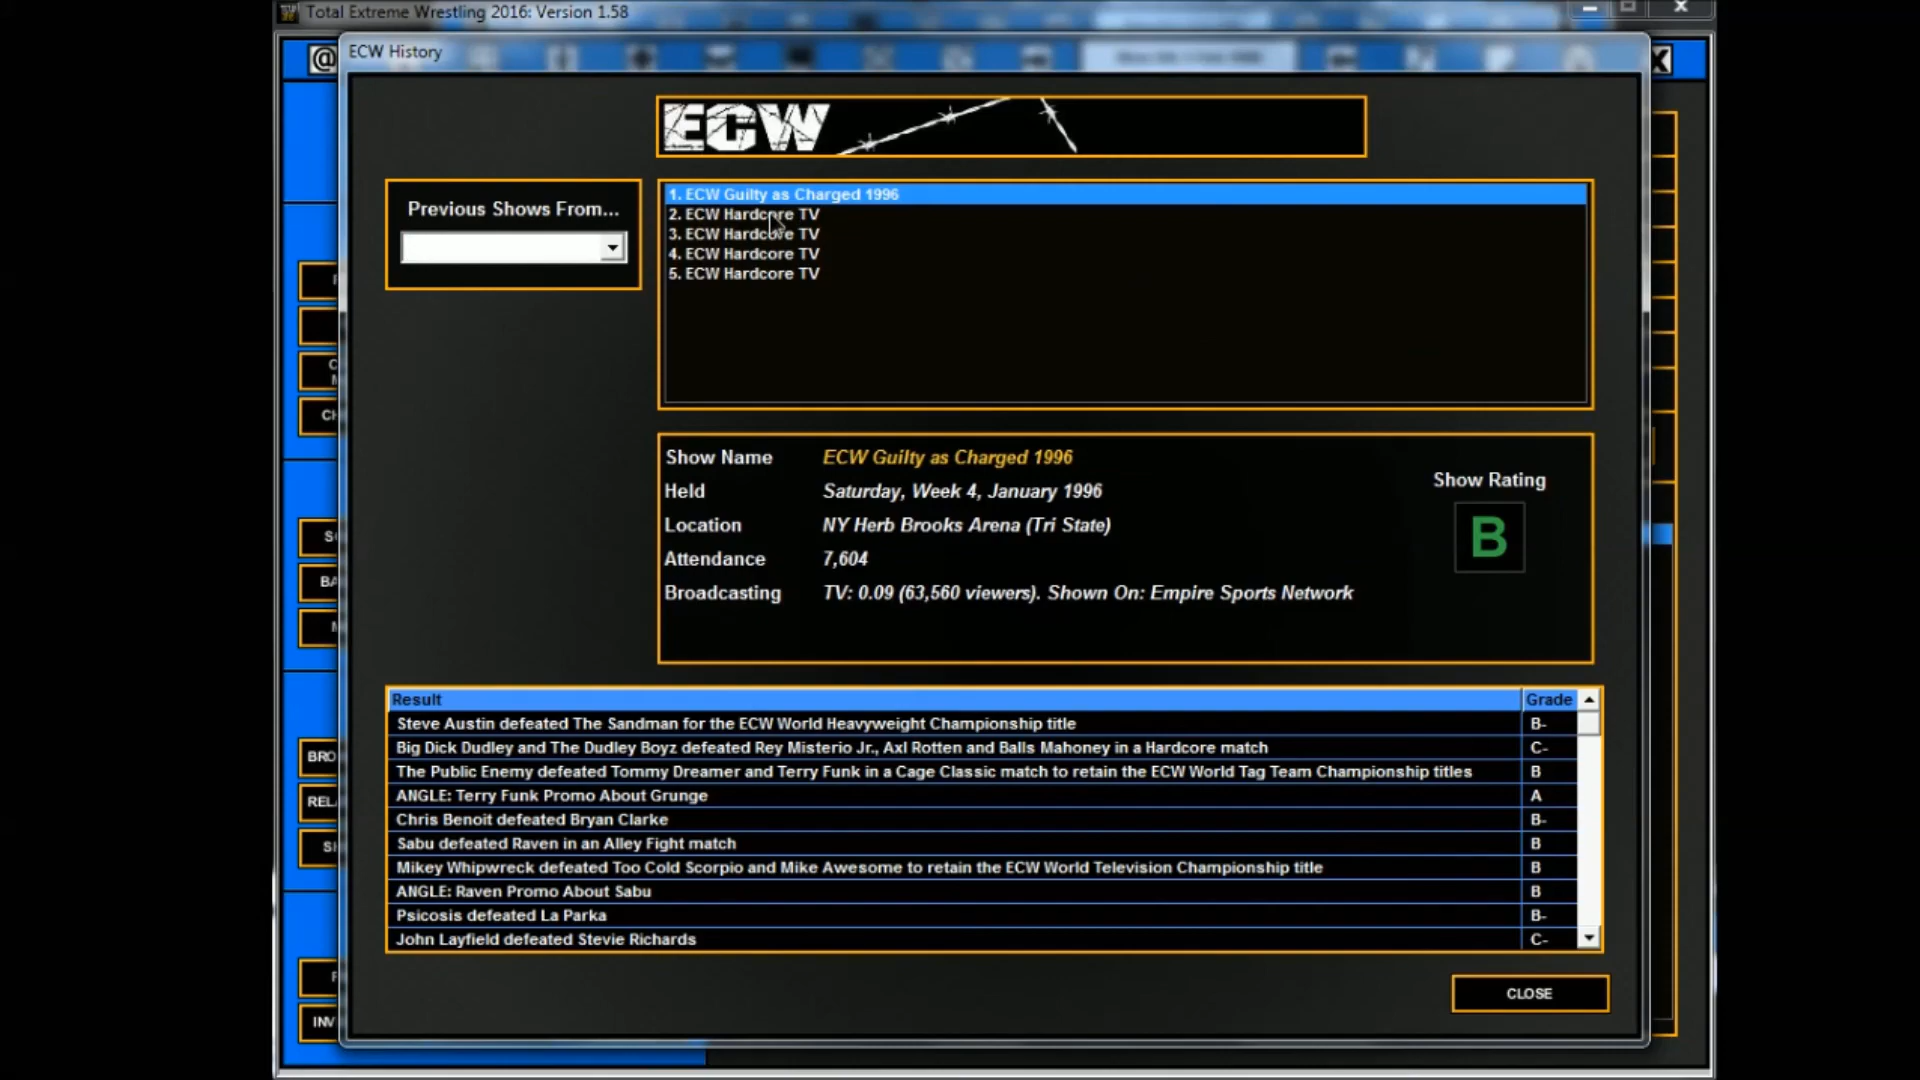 Total Extreme Wrestling 2016: Version 1.58
ECW History
ECW
Previous Shows From...
1. ECW Guilty as Charged 1996
2. ECW Hardcore TV
3. ECW Hardcore TV
4. ECW Hardcore TV
5. ECW Hardcore TV
Show Name ECW Guilty as Charged 1996
Held Saturday, Week 4, January 1996
Location NY Herb Brooks Arena (Tri State)
Attendance 7,604
Broadcasting TV: 0.09 (63,560 viewers). Shown On: Empire Sports Network
Show Rating
B
Result Grade
Steve Austin defeated The Sandman for the ECW World Heavyweight Championship title B-
Big Dick Dudley and The Dudley Boyz defeated Rey Misterio Jr., Axl Rotten and Balls Mahoney in a Hardcore match C-
The Public Enemy defeated Tommy Dreamer and Terry Funk in a Cage Classic match to retain the ECW World Tag Team Championship titles B
ANGLE: Terry Funk Promo About Grunge A
Chris Benoit defeated Bryan Clarke B-
Sabu defeated Raven in an Alley Fight match B
Mikey Whipwreck defeated Too Cold Scorpio and Mike Awesome to retain the ECW World Television Championship title B
ANGLE: Raven Promo About Sabu B
Psicosis defeated La Parka B-
John Layfield defeated Stevie Richards C-
CLOSE